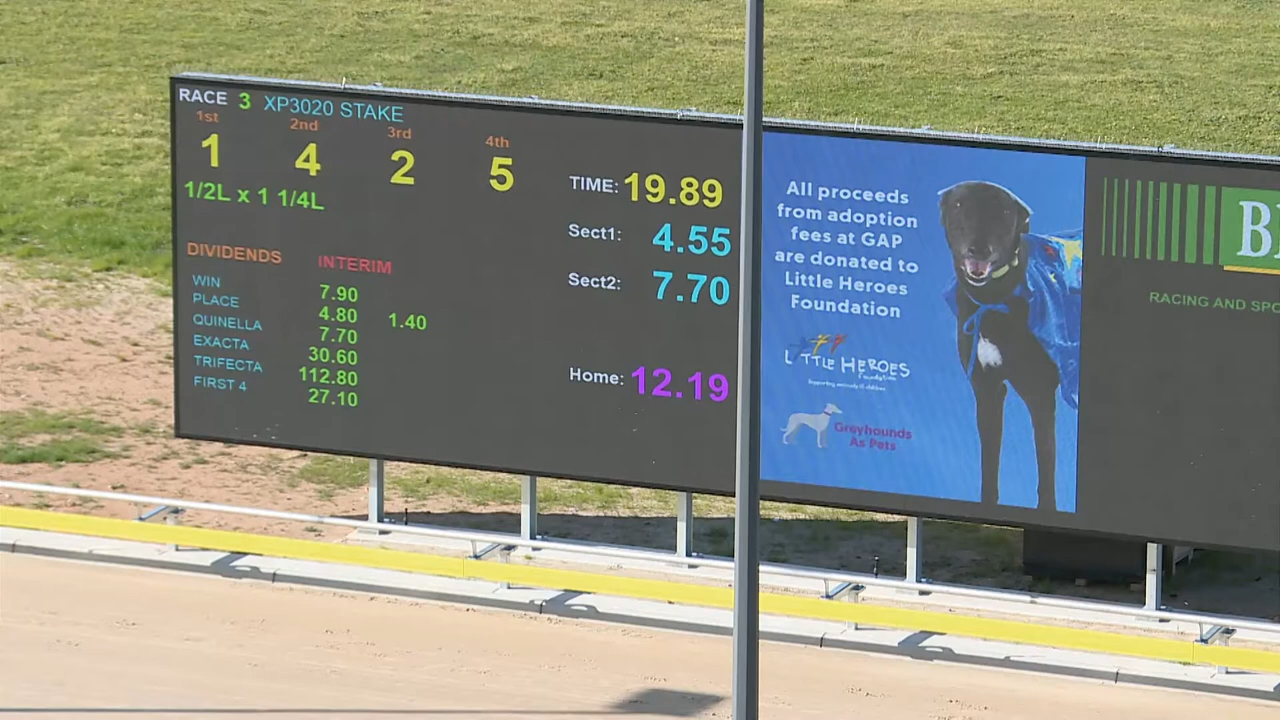 RACE 3 XP3020 STAKE
1st 2nd 3rd 4th
1 4 2 5
1/2L x 1 1/4L
TIME: 19.89
Sect1: 4.55
Sect2: 7.70
Home: 12.19
DIVIDENDS INTERIM
WIN 7.90
PLACE 4.80 1.40
QUINELLA 7.70
EXACTA 30.60
TRIFECTA 112.80
FIRST 4 27.10
All proceeds
from adoption
fees at GAP
are donated to
Little Heroes
Foundation
LITTLE HEROES
Foundation
Greyhounds
As Pets
RACING AND